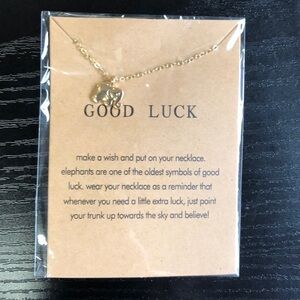 GOOD LUCK
make a wish and put on your necklace.
elephants are one of the oldest symbols of good
luck. wear your necklace as a reminder that
whenever you need a little extra luck, just point
your trunk up towards the sky and believe!